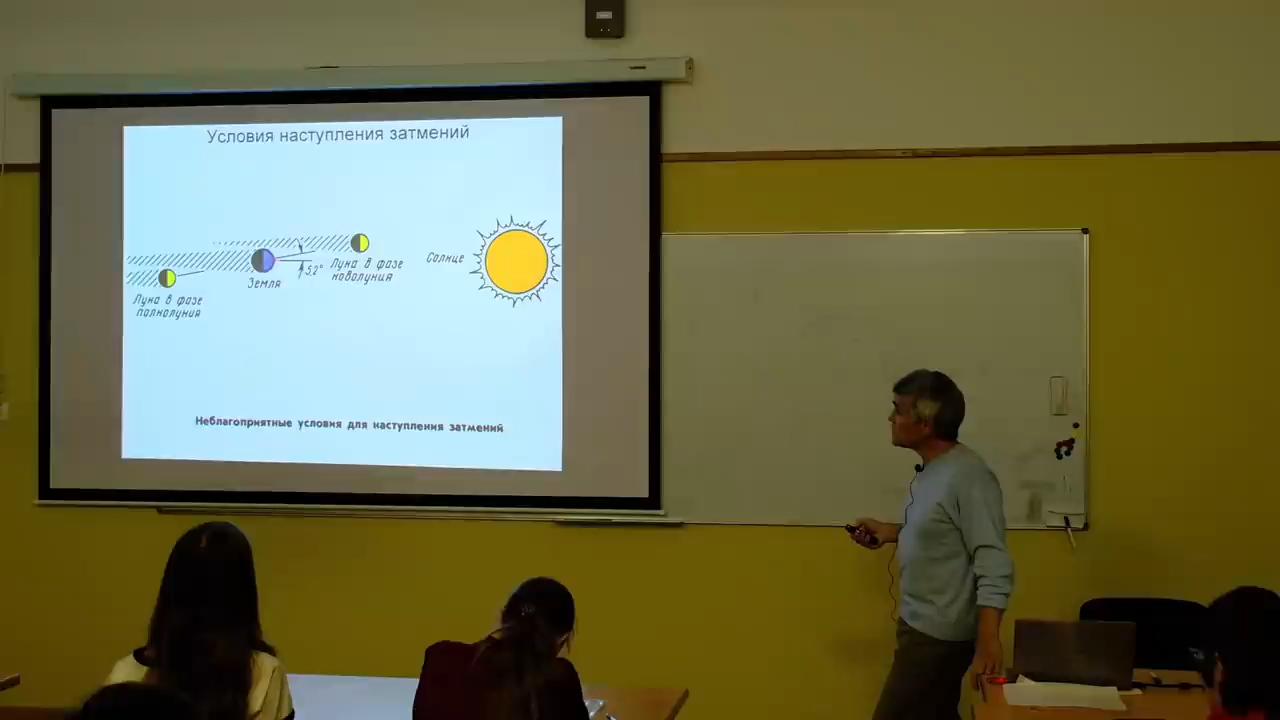 Условия наступления затмений
Солнце
5,2°
Луна в фазе
новолуния
Земля
Луна в фазе
полнолуния
Неблагоприятные условия для наступления затмений